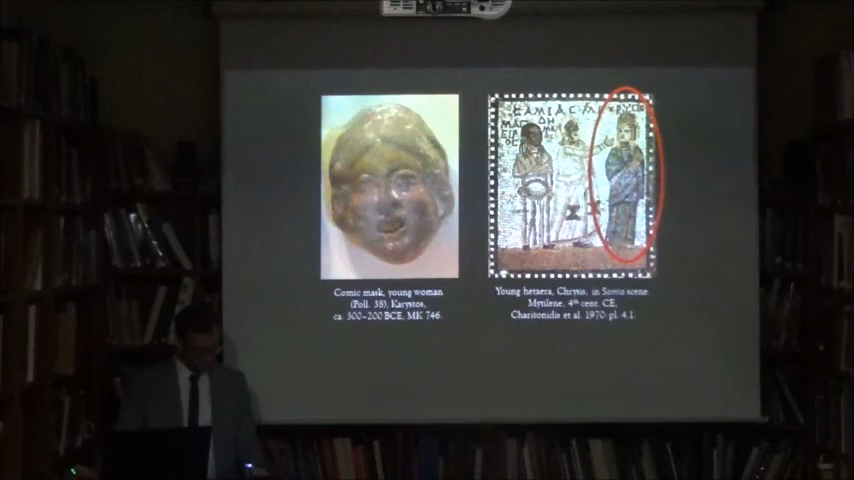 Comic mask, young woman
(Poll. 38), Karystos,
ca. 300-200 BCE. MK 746.
Young hetaera, Chrysis, in Samia scene.
Mytilene, 4th cent. CE,
Charitonidis et al. 1970: pl. 4.1.